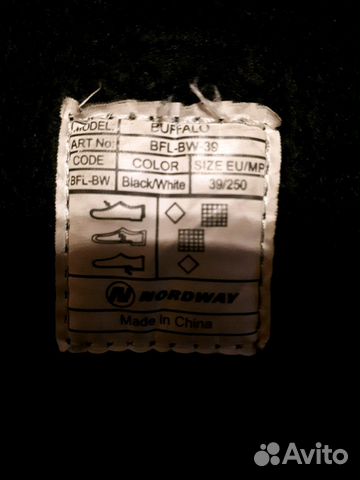 MODEL: BUFFALO
ART No: BFL-BW-39
CODE COLOR SIZE EU/MP
BFL-BW Black/White 39/250
NORDWAY
Made in China
Avito